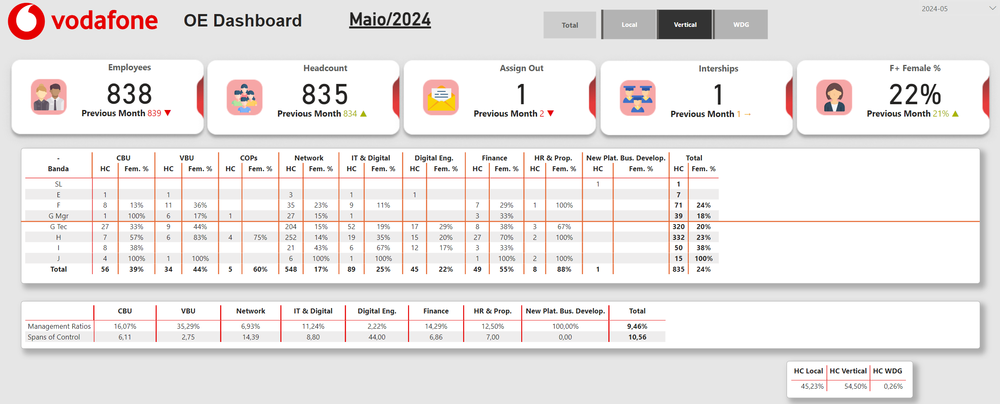 vodafone OE Dashboard Maio/2024 Total Local Vertical WDG 2024-05
Employees Headcount Assign Out Interships F+ Female %
838 835 1 1 22%
Previous Month 839 ▼ Previous Month 834 ▲ Previous Month 2 ▼ Previous Month 1 → Previous Month 21% ▲
- CBU VBU COPs Network IT & Digital Digital Eng. Finance HR & Prop. New Plat. Bus. Develop. Total
Banda HC Fem. % HC Fem. % HC Fem. % HC Fem. % HC Fem. % HC Fem. % HC Fem. % HC Fem. % HC Fem. % HC Fem. %
SL 1 1
E 1 1 3 1 1 7
F 8 13% 11 36% 35 23% 9 11% 7 29% 1 100% 71 24%
G Mgr 1 100% 6 17% 1 27 15% 1 3 33% 39 18%
G Tec 27 33% 9 44% 204 15% 52 19% 17 29% 8 38% 3 67% 320 20%
H 7 57% 6 83% 4 75% 252 14% 19 35% 15 20% 27 70% 2 100% 332 23%
I 8 38% 21 43% 6 67% 12 17% 3 33% 50 38%
J 4 100% 1 100% 6 100% 1 100% 1 100% 2 100% 15 100%
Total 56 39% 34 44% 5 60% 548 17% 89 25% 45 22% 49 55% 8 88% 1 835 24%
CBU VBU Network IT & Digital Digital Eng. Finance HR & Prop. New Plat. Bus. Develop. Total
Management Ratios 16,07% 35,29% 6,93% 11,24% 2,22% 14,29% 12,50% 100,00% 9,46%
Spans of Control 6,11 2,75 14,39 8,80 44,00 6,86 7,00 0,00 10,56
HC Local HC Vertical HC WDG
45,23% 54,50% 0,26%